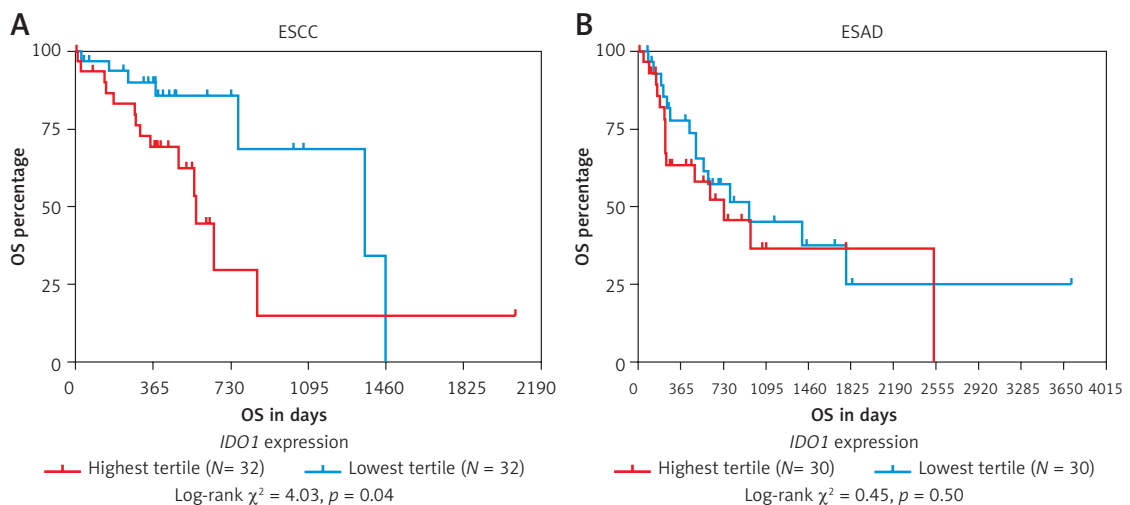 A
ESCC
OS percentage
100
75
50
25
0
0 365 730 1095 1460 1825 2190
OS in days
IDO1 expression
Highest tertile (N= 32) Lowest tertile (N = 32)
Log-rank χ² = 4.03, p = 0.04
B
ESAD
OS percentage
100
75
50
25
0
0 365 730 1095 1460 1825 2190 2555 2920 3285 3650 4015
OS in days
IDO1 expression
Highest tertile (N= 30) Lowest tertile (N = 30)
Log-rank χ² = 0.45, p = 0.50